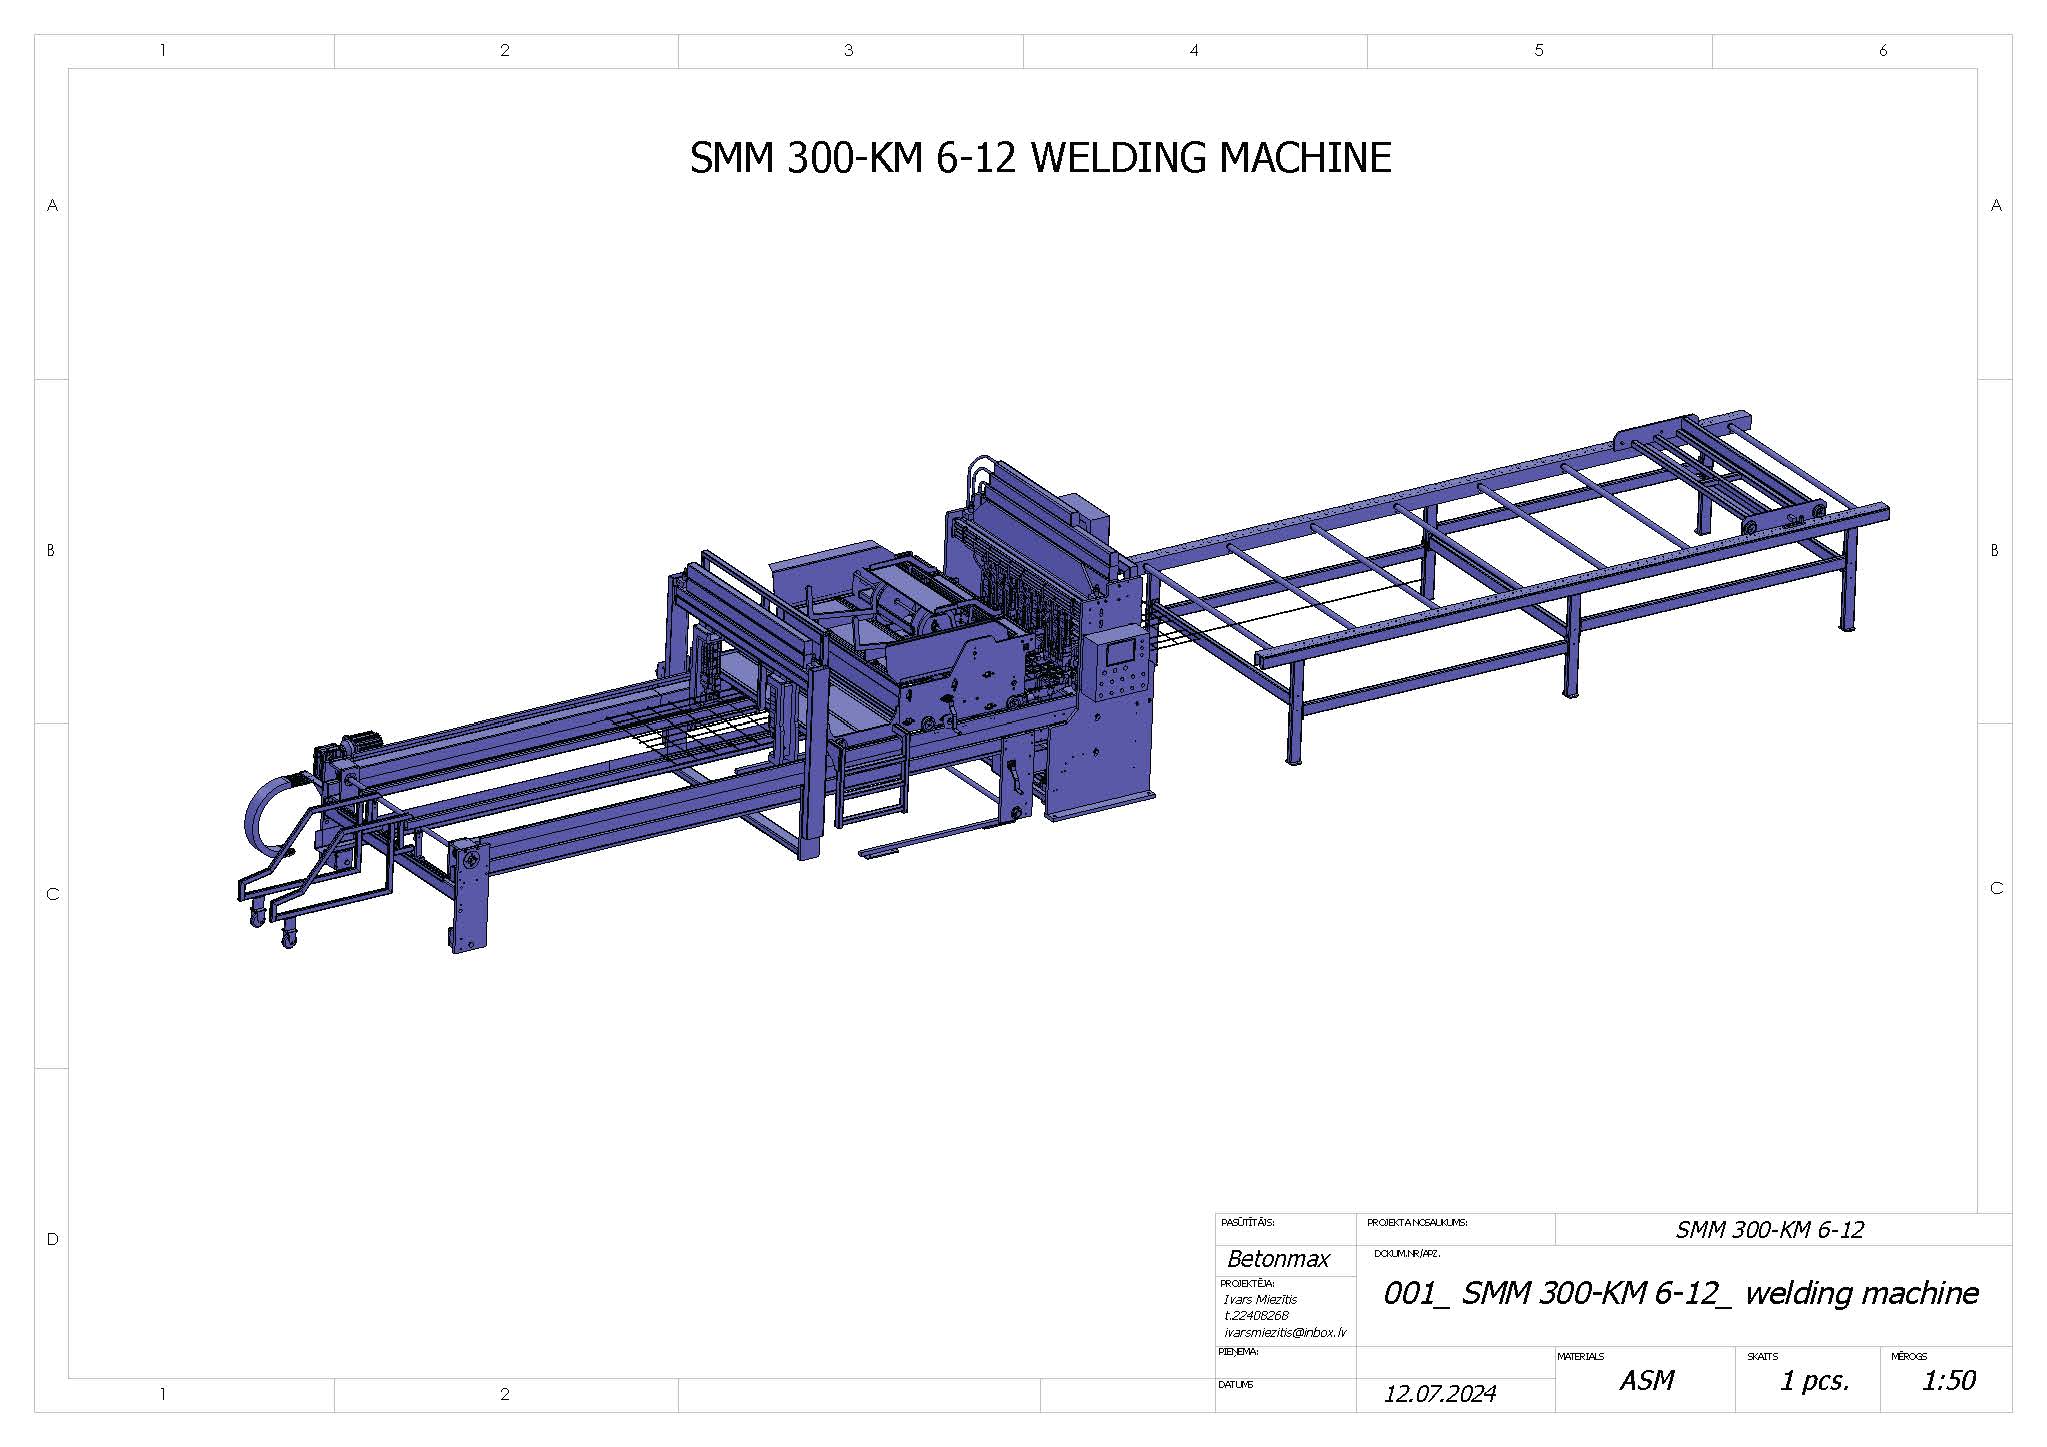 1 2 3 4 5 6
SMM 300-KM 6-12 WELDING MACHINE
A A
B B
C C
D
PASŪTĪTĀJS: PROJEKTA NOSAUKUMS: SMM 300-KM 6-12
Betonmax DOKUM.NR/APZ.
PROJEKTĒJA: 001_ SMM 300-KM 6-12_ welding machine
Ivars Miezītis
t.22408268
ivarsmiezitis@inbox.lv
PIEŅEMA: MATERIALS SKAITS MĒROGS
ASM 1 pcs. 1:50
DATUMS 12.07.2024
1 2